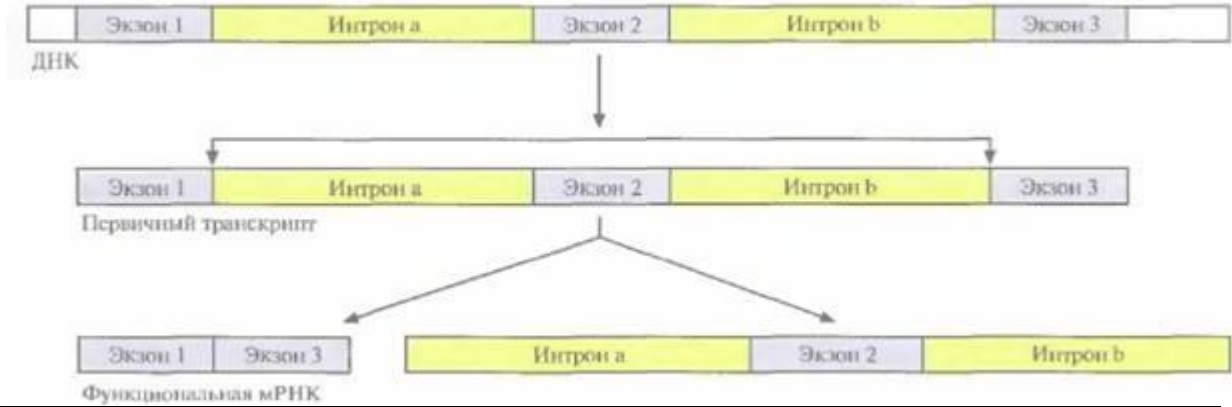 Экзон 1 Интрон a Экзон 2 Интрон b Экзон 3
ДНК
Экзон 1 Интрон a Экзон 2 Интрон b Экзон 3
Первичный транскрипт
Экзон 1 Экзон 3 Интрон a Экзон 2 Интрон b
Функциональная мРНК